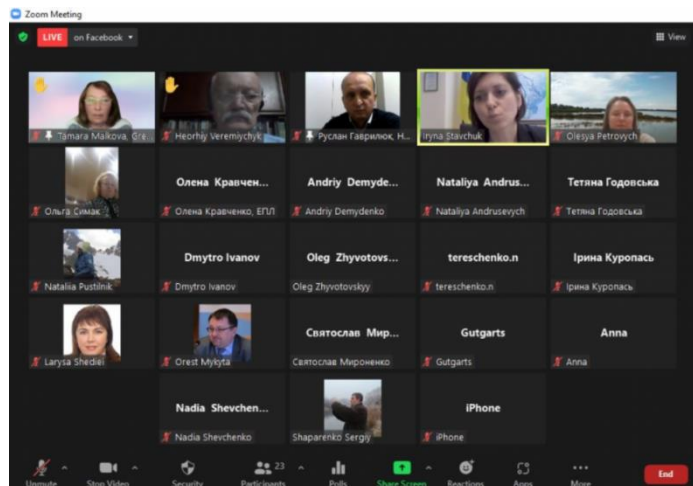 Zoom Meeting
LIVE on Facebook
View
Tamara Malkova, Gre...
Heorhiy Veremiychyk
Руслан Гаврилюк, Н...
Iryna Stavchuk
Olesya Petrovych
Олена Кравчен...
Andriy Demyde...
Nataliya Andrus...
Тетяна Годовська
Ольга Симак
Олена Кравченко, ЕПЛ
Andriy Demydenko
Nataliya Andrusevych
Тетяна Годовська
Dmytro Ivanov
Oleg Zhyvotovs...
tereschenko.n
Ірина Куропась
Nataliia Pustilnik
Dmytro Ivanov
Oleg Zhyvotovskyy
tereschenko.n
Ірина Куропась
Святослав Мир...
Gutgarts
Anna
Larysa Shediei
Orest Mykyta
Святослав Мироненко
Gutgarts
Anna
Nadia Shevchen...
iPhone
Nadia Shevchenko
Shaparenko Sergiy
iPhone
23
Unmute
Stop Video
Security
Participants
Polls
Share Screen
Reactions
Apps
More
End